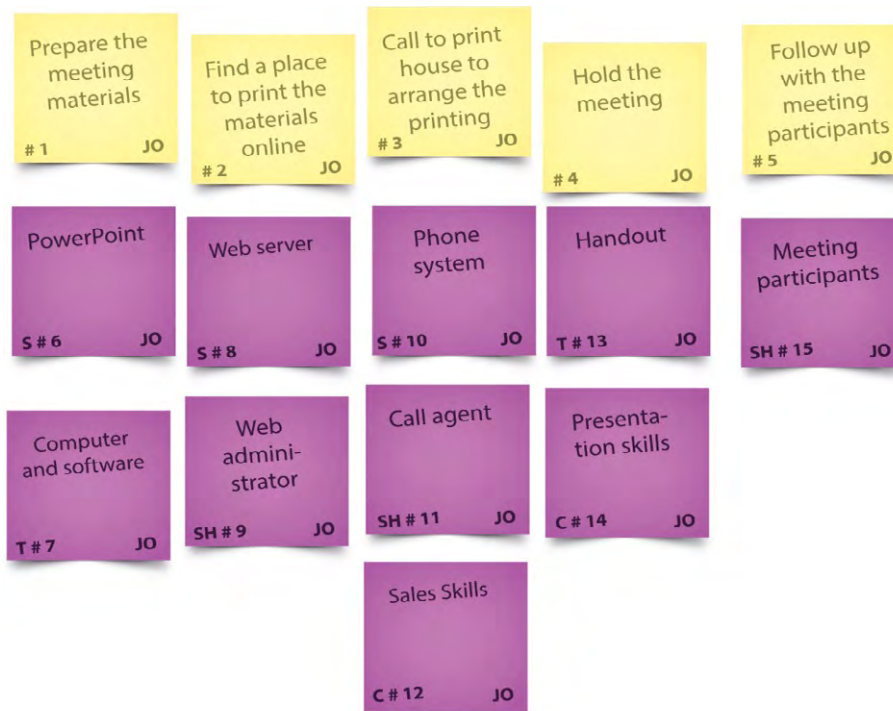 Prepare the
meeting
materials
# 1 JO
Find a place
to print the
materials
online
# 2 JO
Call to print
house to
arrange the
printing
# 3 JO
Hold the
meeting
# 4 JO
Follow up
with the
meeting
participants
# 5 JO
PowerPoint
S # 6 JO
Web server
S # 8 JO
Phone
system
S # 10 JO
Handout
T # 13 JO
Meeting
participants
SH # 15 JO
Computer
and software
T # 7 JO
Web
admini-
strator
SH # 9 JO
Call agent
SH # 11 JO
Presenta-
tion skills
C # 14 JO
Sales Skills
C # 12 JO